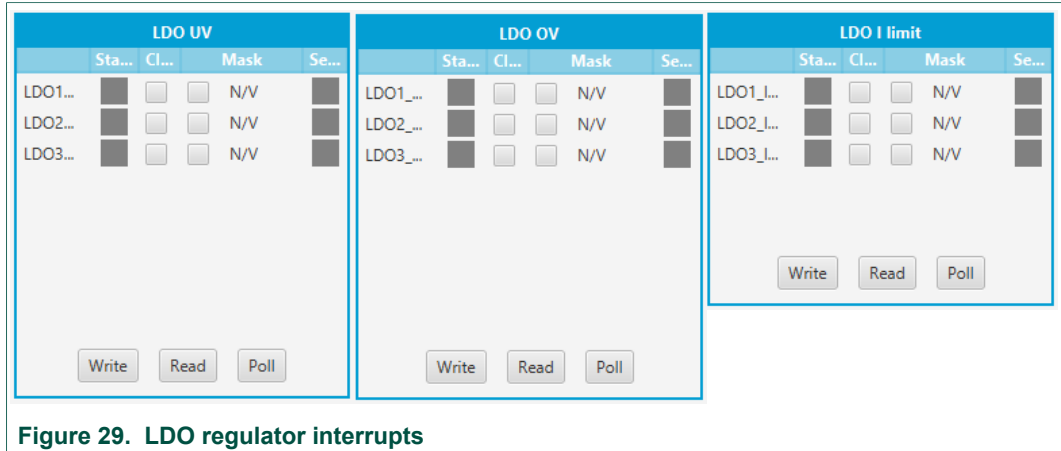 LDO UV
Sta... Cl... Mask Se...
LDO1... N/V
LDO2... N/V
LDO3... N/V
Write Read Poll
LDO OV
Sta... Cl... Mask Se...
LDO1_... N/V
LDO2_... N/V
LDO3_... N/V
Write Read Poll
LDO I limit
Sta... Cl... Mask Se...
LDO1_I... N/V
LDO2_I... N/V
LDO3_I... N/V
Write Read Poll
Figure 29. LDO regulator interrupts